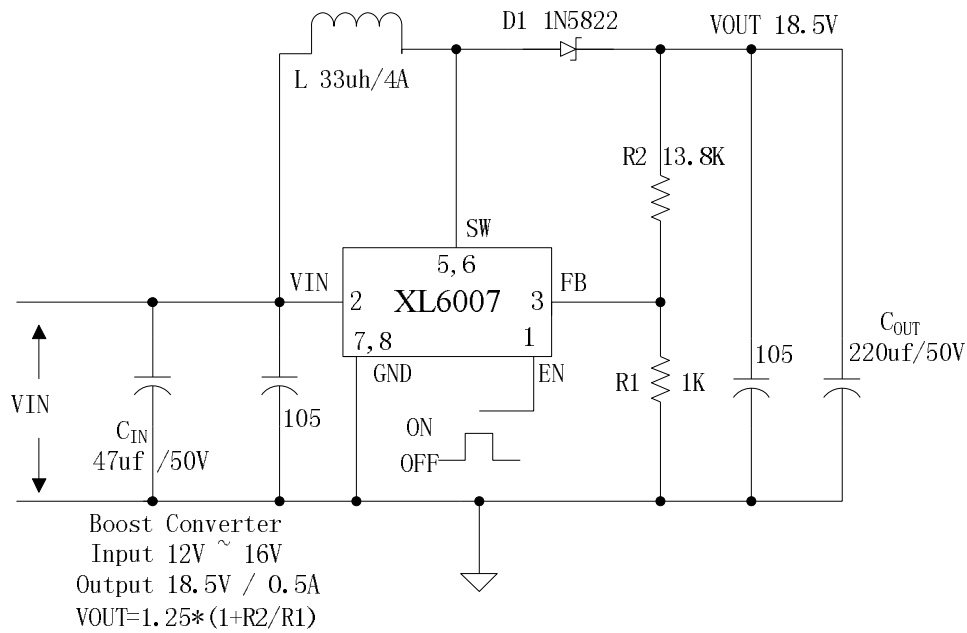 D1 1N5822
VOUT 18.5V
L 33uh/4A
R2 13.8K
SW
5,6
VIN
2
XL6007
3
FB
7,8
1
GND
EN
COUT
220uf/50V
105
R1 1K
VIN
105
ON
OFF
CIN
47uf /50V
Boost Converter
Input 12V ~ 16V
Output 18.5V / 0.5A
VOUT=1.25*(1+R2/R1)